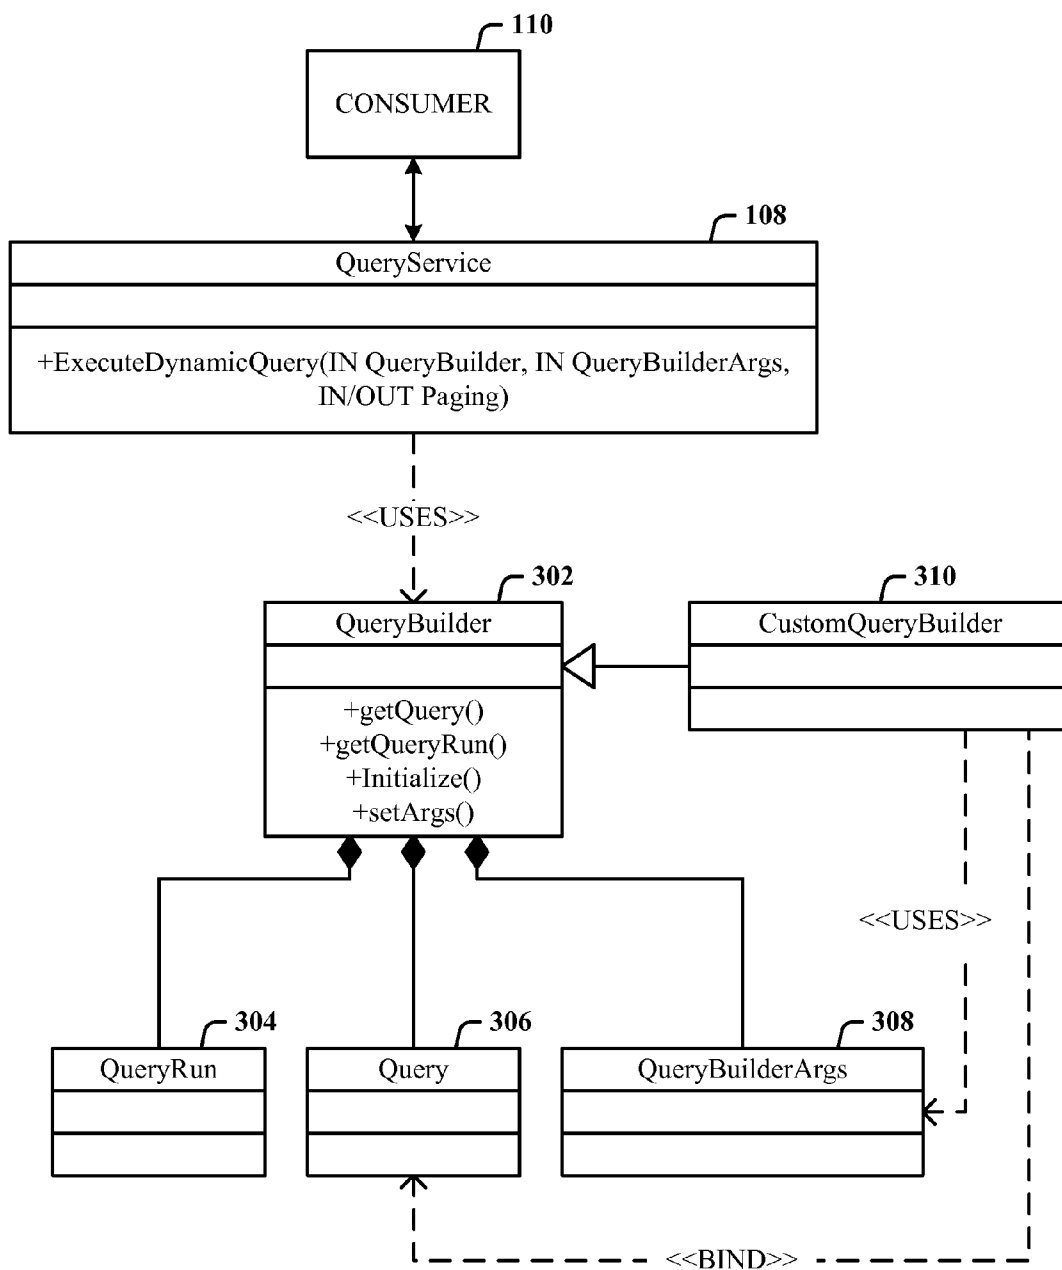 110
CONSUMER
108
QueryService
+ExecuteDynamicQuery(IN QueryBuilder, IN QueryBuilderArgs,
IN/OUT Paging)
<<USES>>
302
310
QueryBuilder
CustomQueryBuilder
+getQuery()
+getQueryRun()
+Initialize()
+setArgs()
<<USES>>
304
306
308
QueryRun
Query
QueryBuilderArgs
<<BIND>>